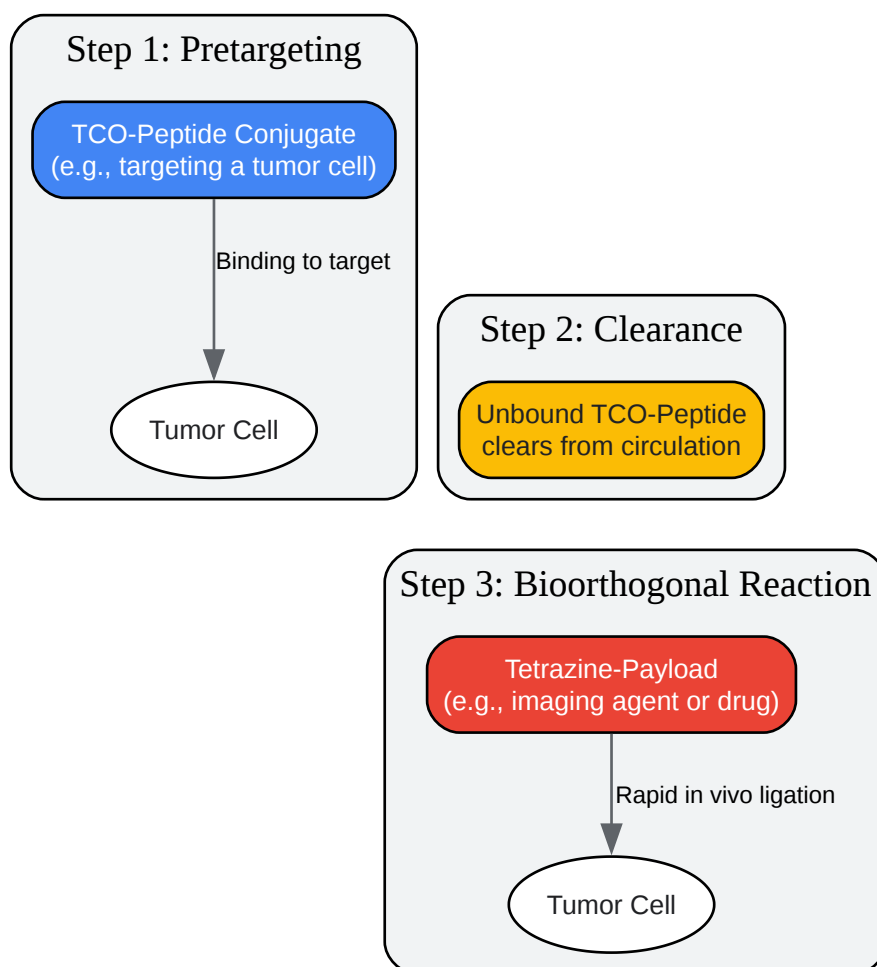 Step 1: Pretargeting
TCO-Peptide Conjugate
(e.g., targeting a tumor cell)
Binding to target
Tumor Cell
Step 2: Clearance
Unbound TCO-Peptide
clears from circulation
Step 3: Bioorthogonal Reaction
Tetrazine-Payload
(e.g., imaging agent or drug)
Rapid in vivo ligation
Tumor Cell